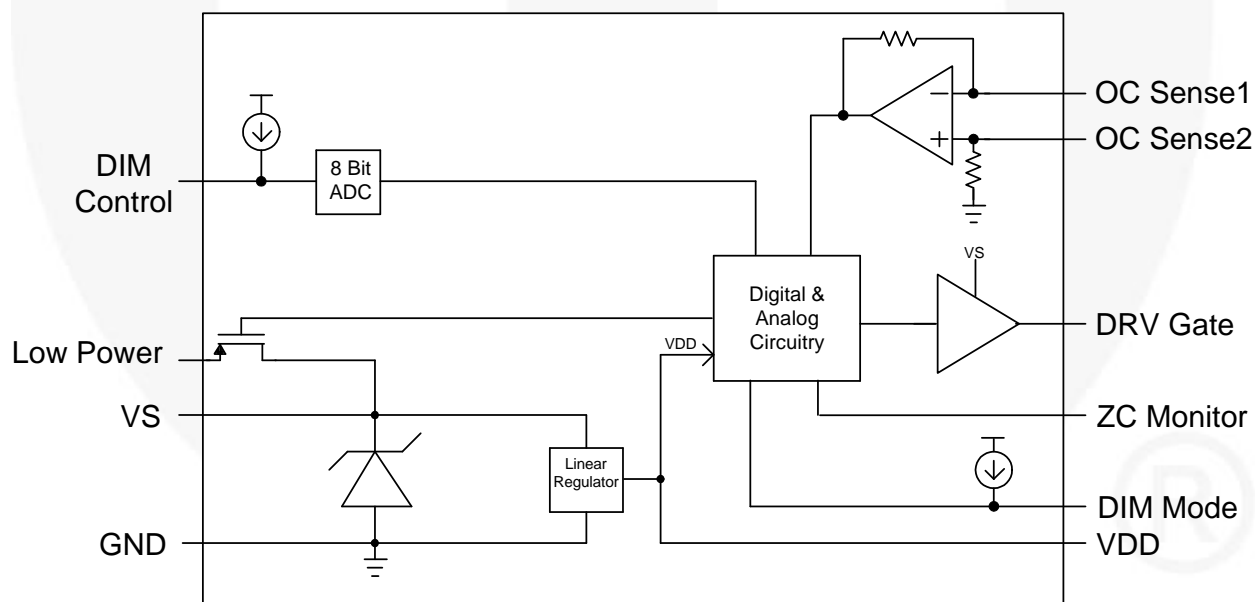 OC Sense1
OC Sense2
DIM
Control
8 Bit
ADC
VS
Digital &
Analog
Circuitry
DRV Gate
Low Power
VDD
VS
ZC Monitor
Linear
Regulator
DIM Mode
GND
VDD
®